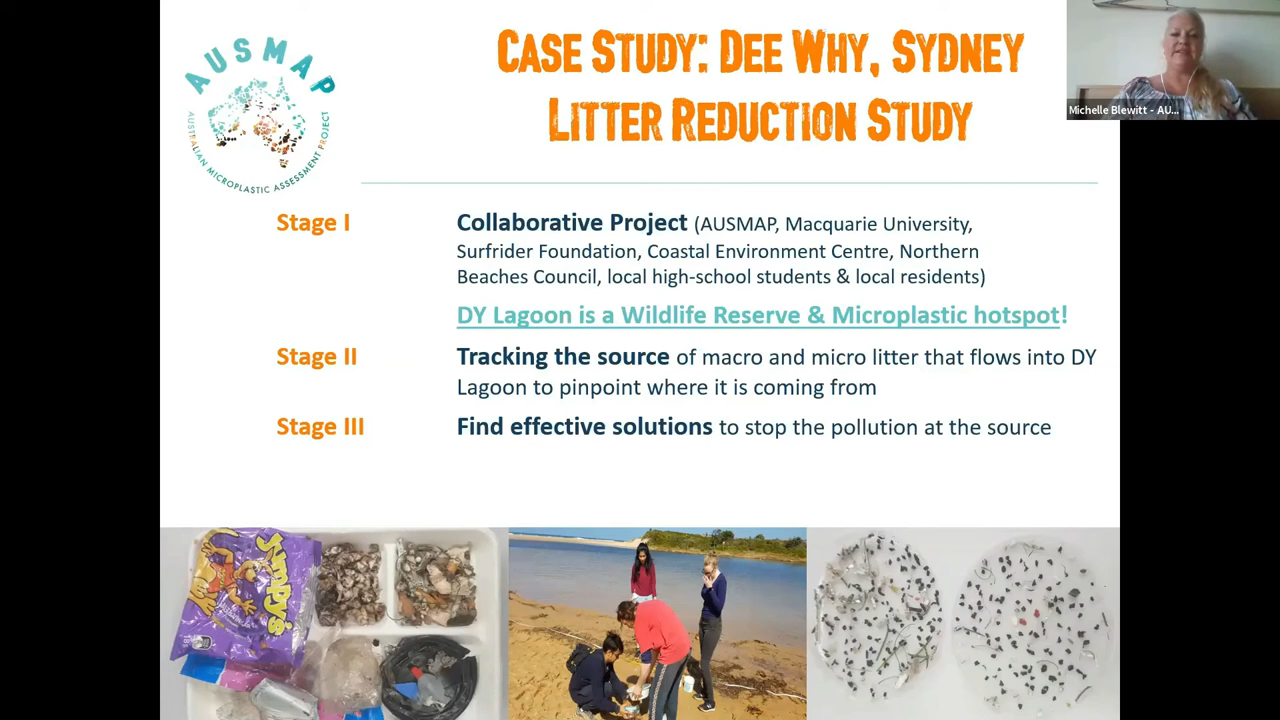 AUSMAP
AUSTRALIAN MICROPLASTIC ASSESSMENT PROJECT
CASE STUDY: DEE WHY, SYDNEY
LITTER REDUCTION STUDY
Michelle Blewitt - AU...
Stage I
Collaborative Project (AUSMAP, Macquarie University,
Surfrider Foundation, Coastal Environment Centre, Northern
Beaches Council, local high-school students & local residents)
DY Lagoon is a Wildlife Reserve & Microplastic hotspot!
Stage II
Tracking the source of macro and micro litter that flows into DY
Lagoon to pinpoint where it is coming from
Stage III
Find effective solutions to stop the pollution at the source